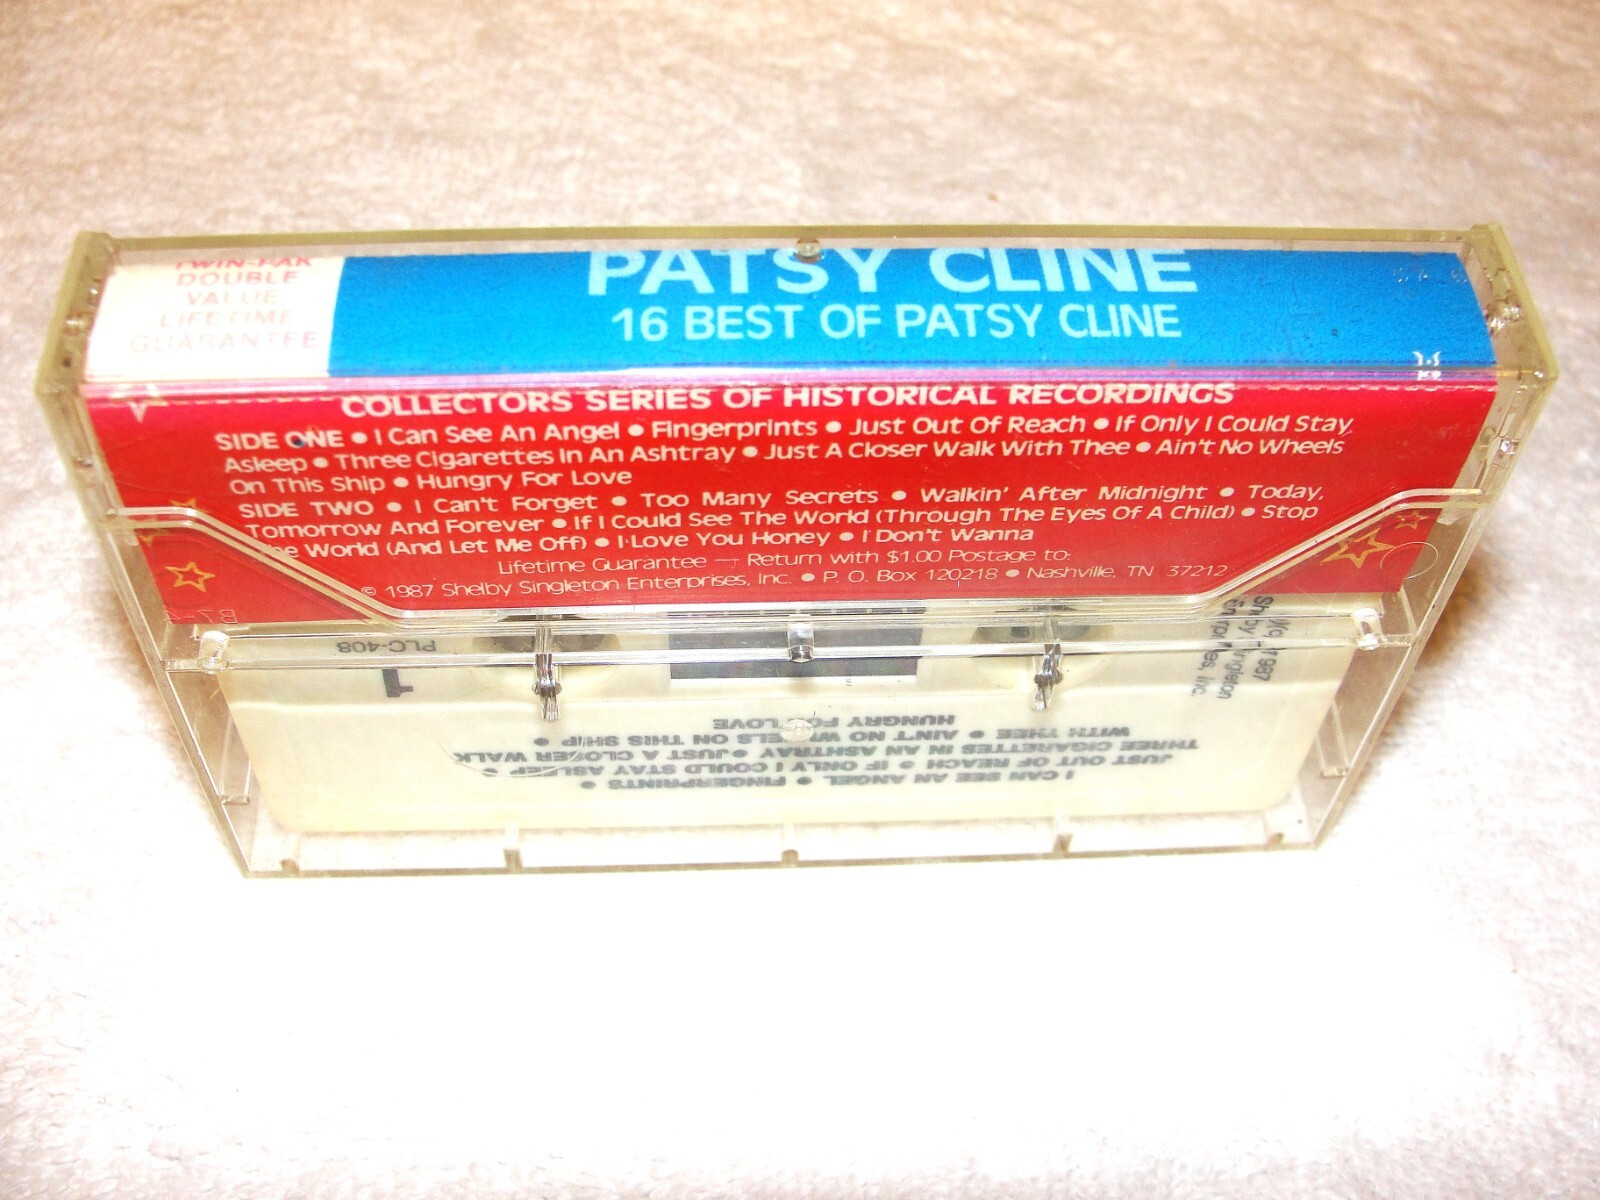 TWIN-PAK
DOUBLE
VALUE
LIFETIME
GUARANTEE
PATSY CLINE
16 BEST OF PATSY CLINE
COLLECTORS SERIES OF HISTORICAL RECORDINGS
SIDE ONE • I Can See An Angel • Fingerprints • Just Out Of Reach • If Only I Could Stay
Asleep • Three Cigarettes In An Ashtray • Just A Closer Walk With Thee • Ain't No Wheels
On This Ship • Hungry For Love
SIDE TWO • I Can't Forget • Too Many Secrets • Walkin' After Midnight • Today,
Tomorrow And Forever • If I Could See The World (Through The Eyes Of A Child) • Stop
The World (And Let Me Off) • I Love You Honey • I Don't Wanna
Lifetime Guarantee — Return with $1.00 Postage to:
© 1987 Shelby Singleton Enterprises, Inc. • P. O. Box 120218 • Nashville, TN 37212
PLC-408
1
1987
Shelby Singleton
Enterprises, Inc.
I CAN SEE AN ANGEL • FINGERPRINTS •
JUST OUT OF REACH • IF ONLY I COULD STAY ASLEEP •
THREE CIGARETTES IN AN ASHTRAY • JUST A CLOSER WALK
WITH THEE • AIN'T NO WHEELS ON THIS SHIP •
HUNGRY FOR LOVE